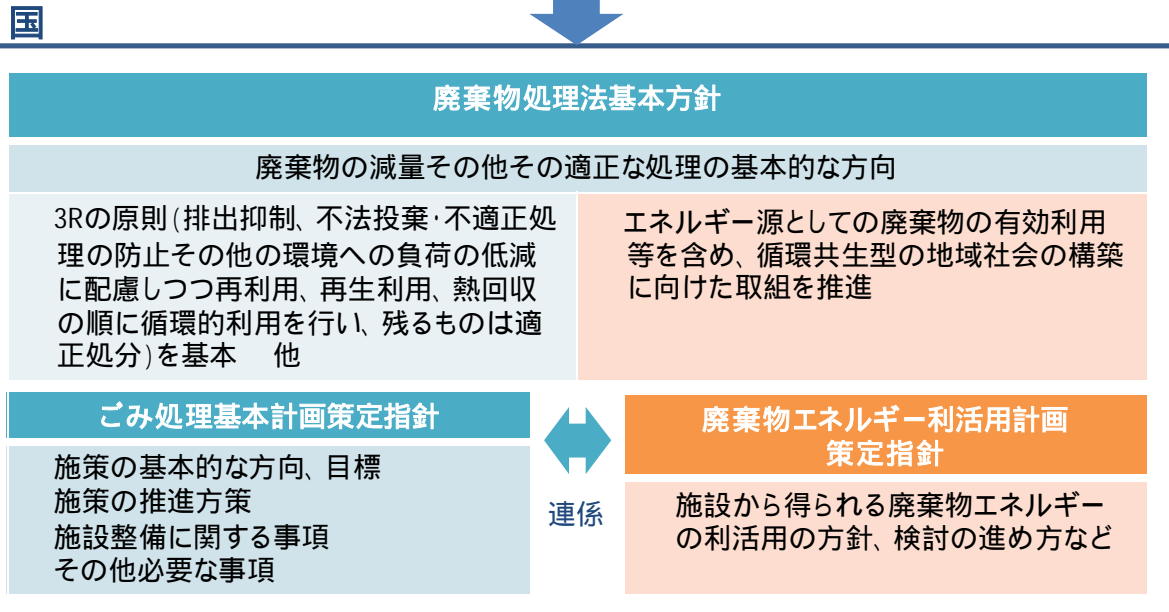 国
廃棄物処理法基本方針
廃棄物の減量その他その適正な処理の基本的な方向
3Rの原則(排出抑制、不法投棄・不適正処
理の防止その他の環境への負荷の低減
に配慮しつつ再利用、再生利用、熱回収
の順に循環的利用を行い、残るものは適
正処分)を基本　他
エネルギー源としての廃棄物の有効利用
等を含め、循環共生型の地域社会の構築
に向けた取組を推進
ごみ処理基本計画策定指針
施策の基本的な方向、目標
施策の推進方策
施設整備に関する事項
その他必要な事項
連係
廃棄物エネルギー利活用計画
策定指針
施設から得られる廃棄物エネルギー
の利活用の方針、検討の進め方など